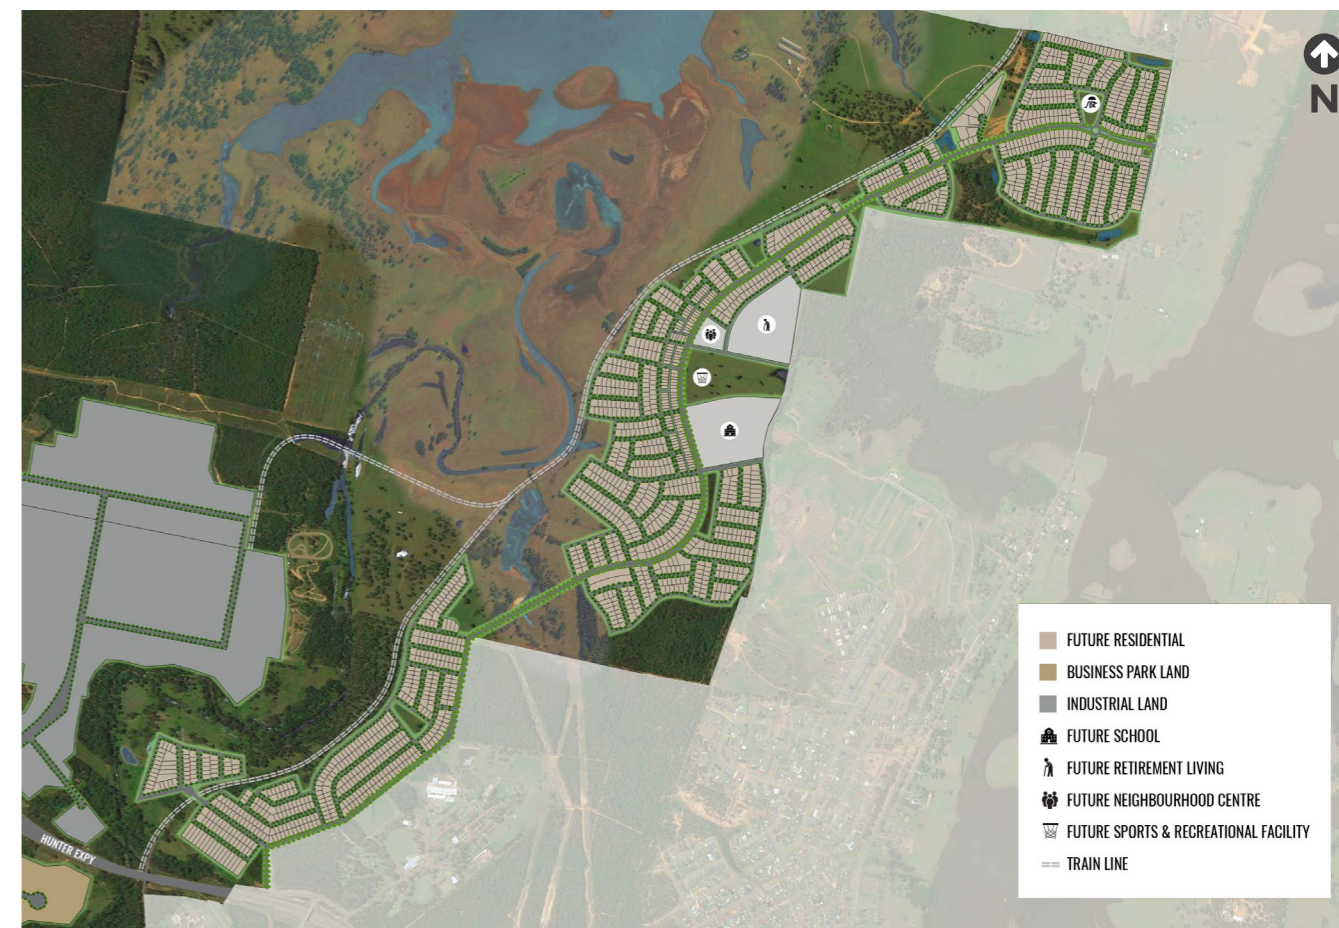 N
FUTURE RESIDENTIAL
BUSINESS PARK LAND
INDUSTRIAL LAND
FUTURE SCHOOL
FUTURE RETIREMENT LIVING
FUTURE NEIGHBOURHOOD CENTRE
FUTURE SPORTS & RECREATIONAL FACILITY
TRAIN LINE
HUNTER EXPY